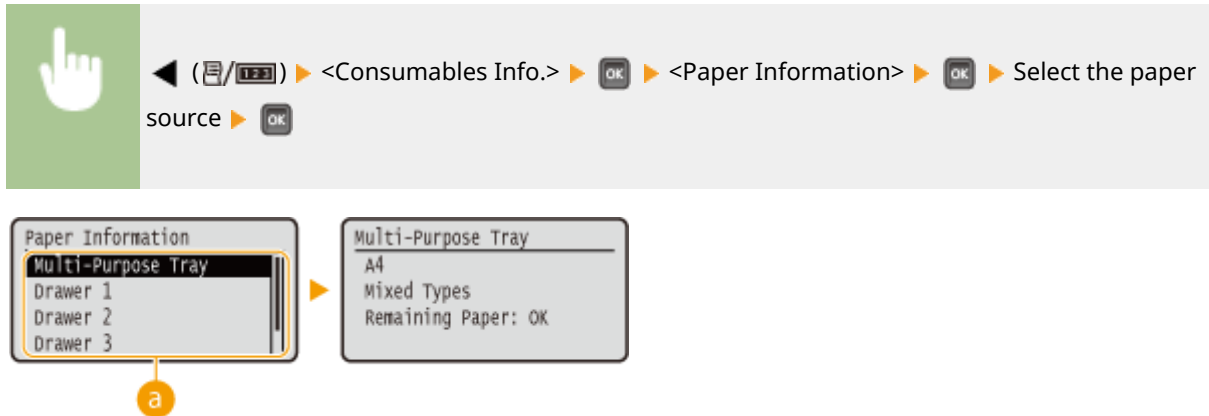 ◀ (/123) ▶ <Consumables Info.> ▶ OK ▶ <Paper Information> ▶ OK ▶ Select the paper
source ▶ OK
Paper Information
Multi-Purpose Tray
Drawer 1
Drawer 2
Drawer 3
a
Multi-Purpose Tray
A4
Mixed Types
Remaining Paper: OK